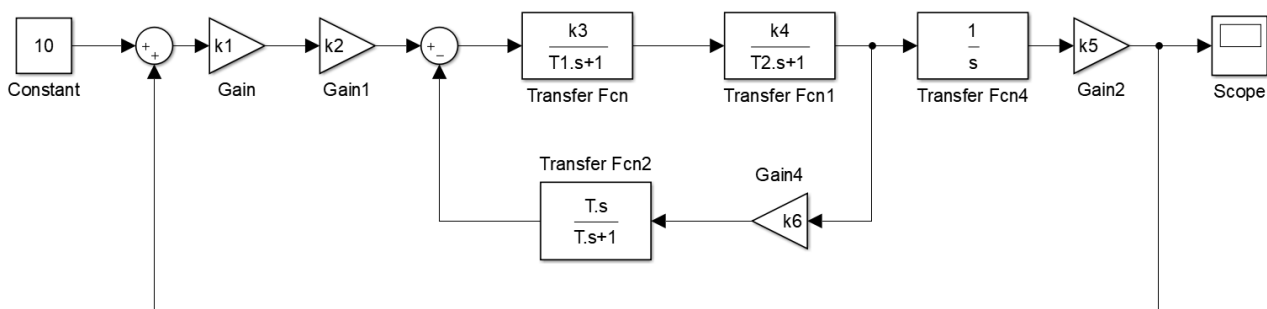 10
Constant
+
+
k1
Gain
k2
Gain1
+
−
k3
T1.s+1
Transfer Fcn
k4
T2.s+1
Transfer Fcn1
1
s
Transfer Fcn4
k5
Gain2
Scope
Transfer Fcn2
T.s
T.s+1
Gain4
k6